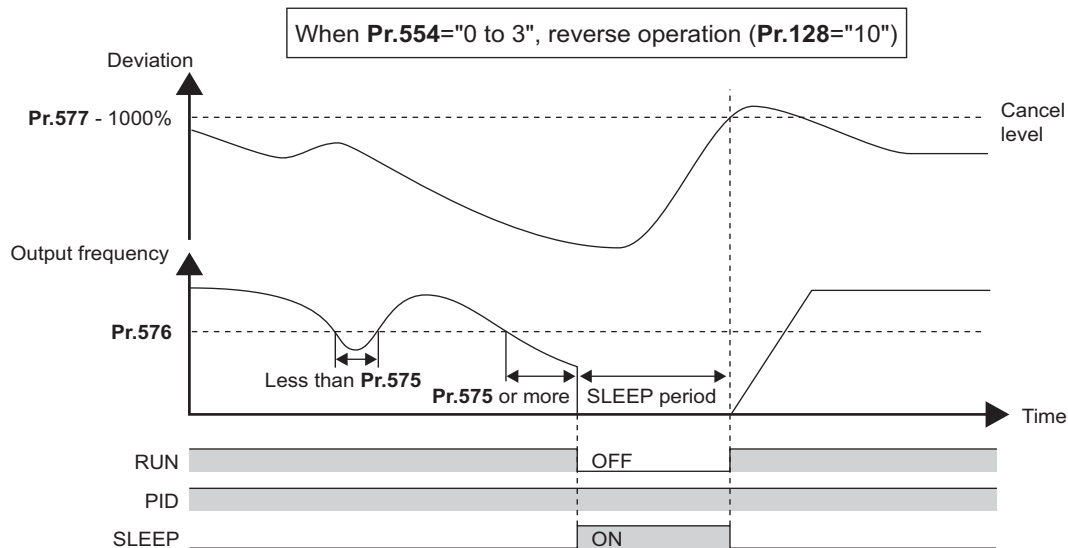 When Pr.554="0 to 3", reverse operation (Pr.128="10")
Deviation
Pr.577 - 1000%
Cancel
level
Output frequency
Pr.576
Less than Pr.575
Pr.575 or more
SLEEP period
Time
RUN
OFF
PID
SLEEP
ON